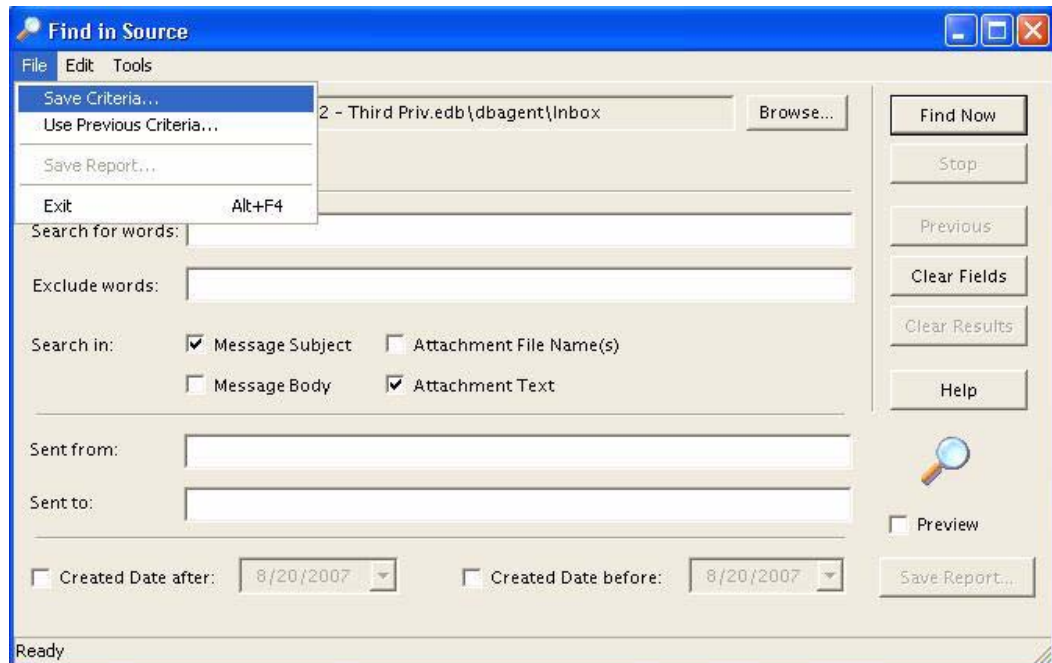 Find in Source
File Edit Tools
Save Criteria...
Use Previous Criteria...
Save Report...
Exit Alt+F4
2 - Third Priv.edb\dbagent\Inbox
Browse...
Find Now
Stop
Search for words:
Previous
Exclude words:
Clear Fields
Search in:
Message Subject
Attachment File Name(s)
Clear Results
Message Body
Attachment Text
Help
Sent from:
Sent to:
Preview
Created Date after: 8/20/2007
Created Date before: 8/20/2007
Save Report...
Ready